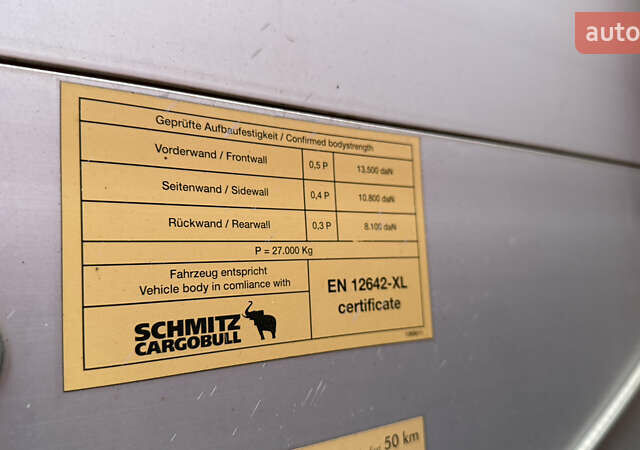 auto
Geprüfte Aufbaufestigkeit / Confirmed bodystrength
Vorderwand / Frontwall 0,5 P 13.500 daN
Seitenwand / Sidewall 0,4 P 10.800 daN
Rückwand / Rearwall 0,3 P 8.100 daN
P = 27.000 Kg
Fahrzeug entspricht
Vehicle body in comliance with
EN 12642-XL
certificate
SCHMITZ
CARGOBULL
50 km